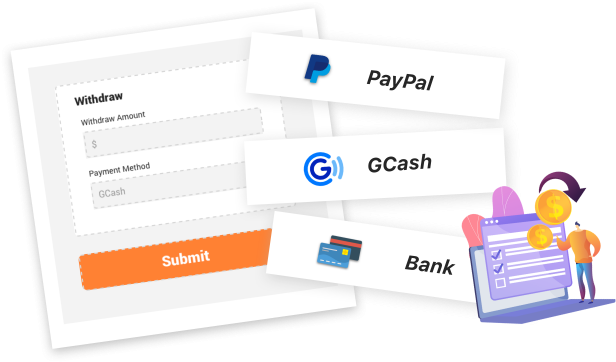 Withdraw
Withdraw Amount
$
Payment Method
GCash
Submit
PayPal
G
GCash
Bank
$
$